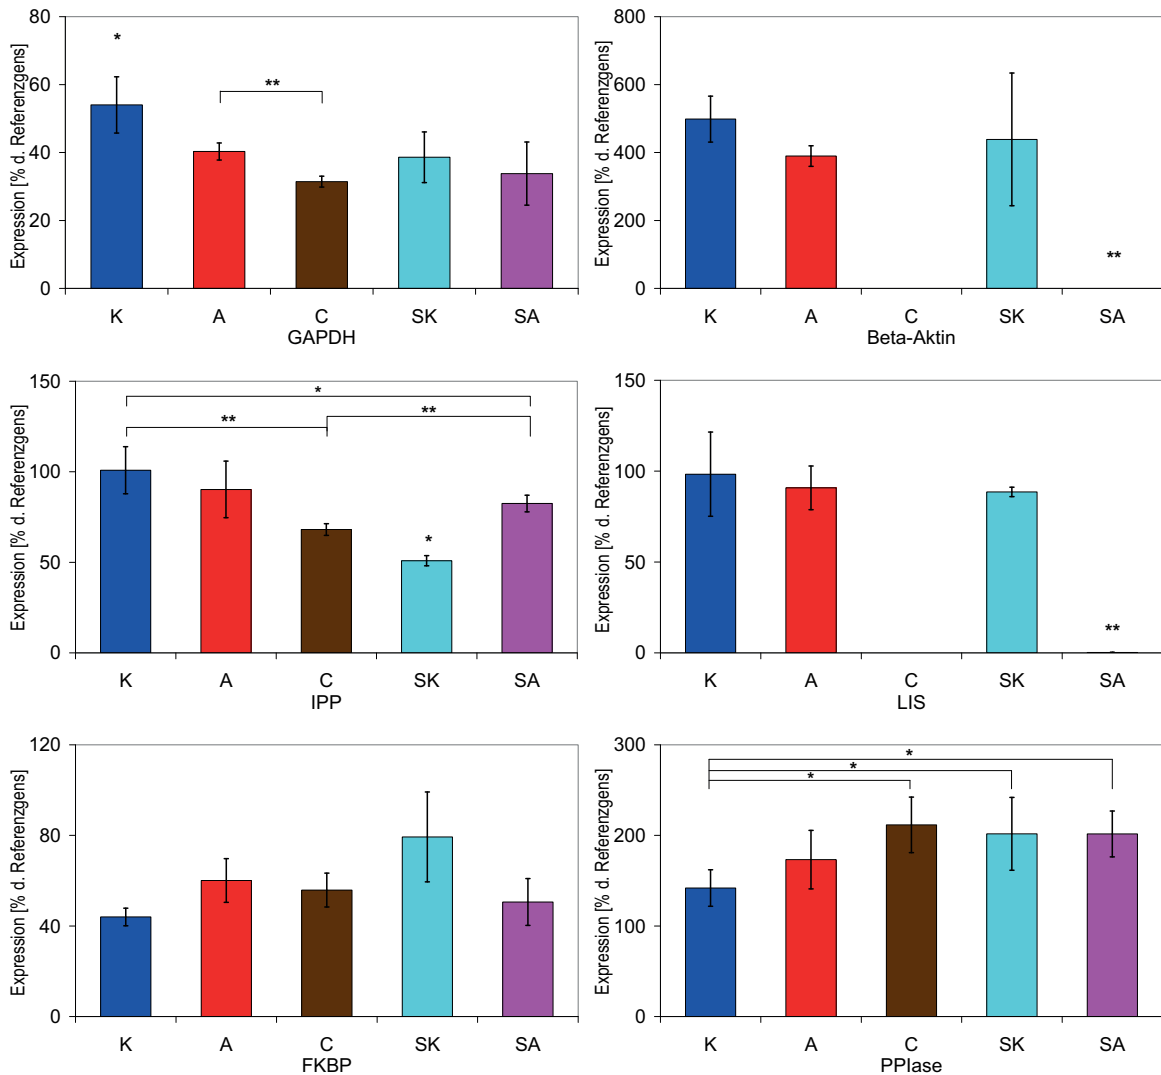 Expression [% d. Referenzgens]
80
60
40
20
0
*
**
K A C SK SA
GAPDH
Expression [% d. Referenzgens]
800
600
400
200
0
**
K A C SK SA
Beta-Aktin
Expression [% d. Referenzgens]
150
100
50
0
*
**
**
*
K A C SK SA
IPP
Expression [% d. Referenzgens]
150
100
50
0
**
K A C SK SA
LIS
Expression [% d. Referenzgens]
120
80
40
0
K A C SK SA
FKBP
Expression [% d. Referenzgens]
300
200
100
0
*
*
*
K A C SK SA
PPIase